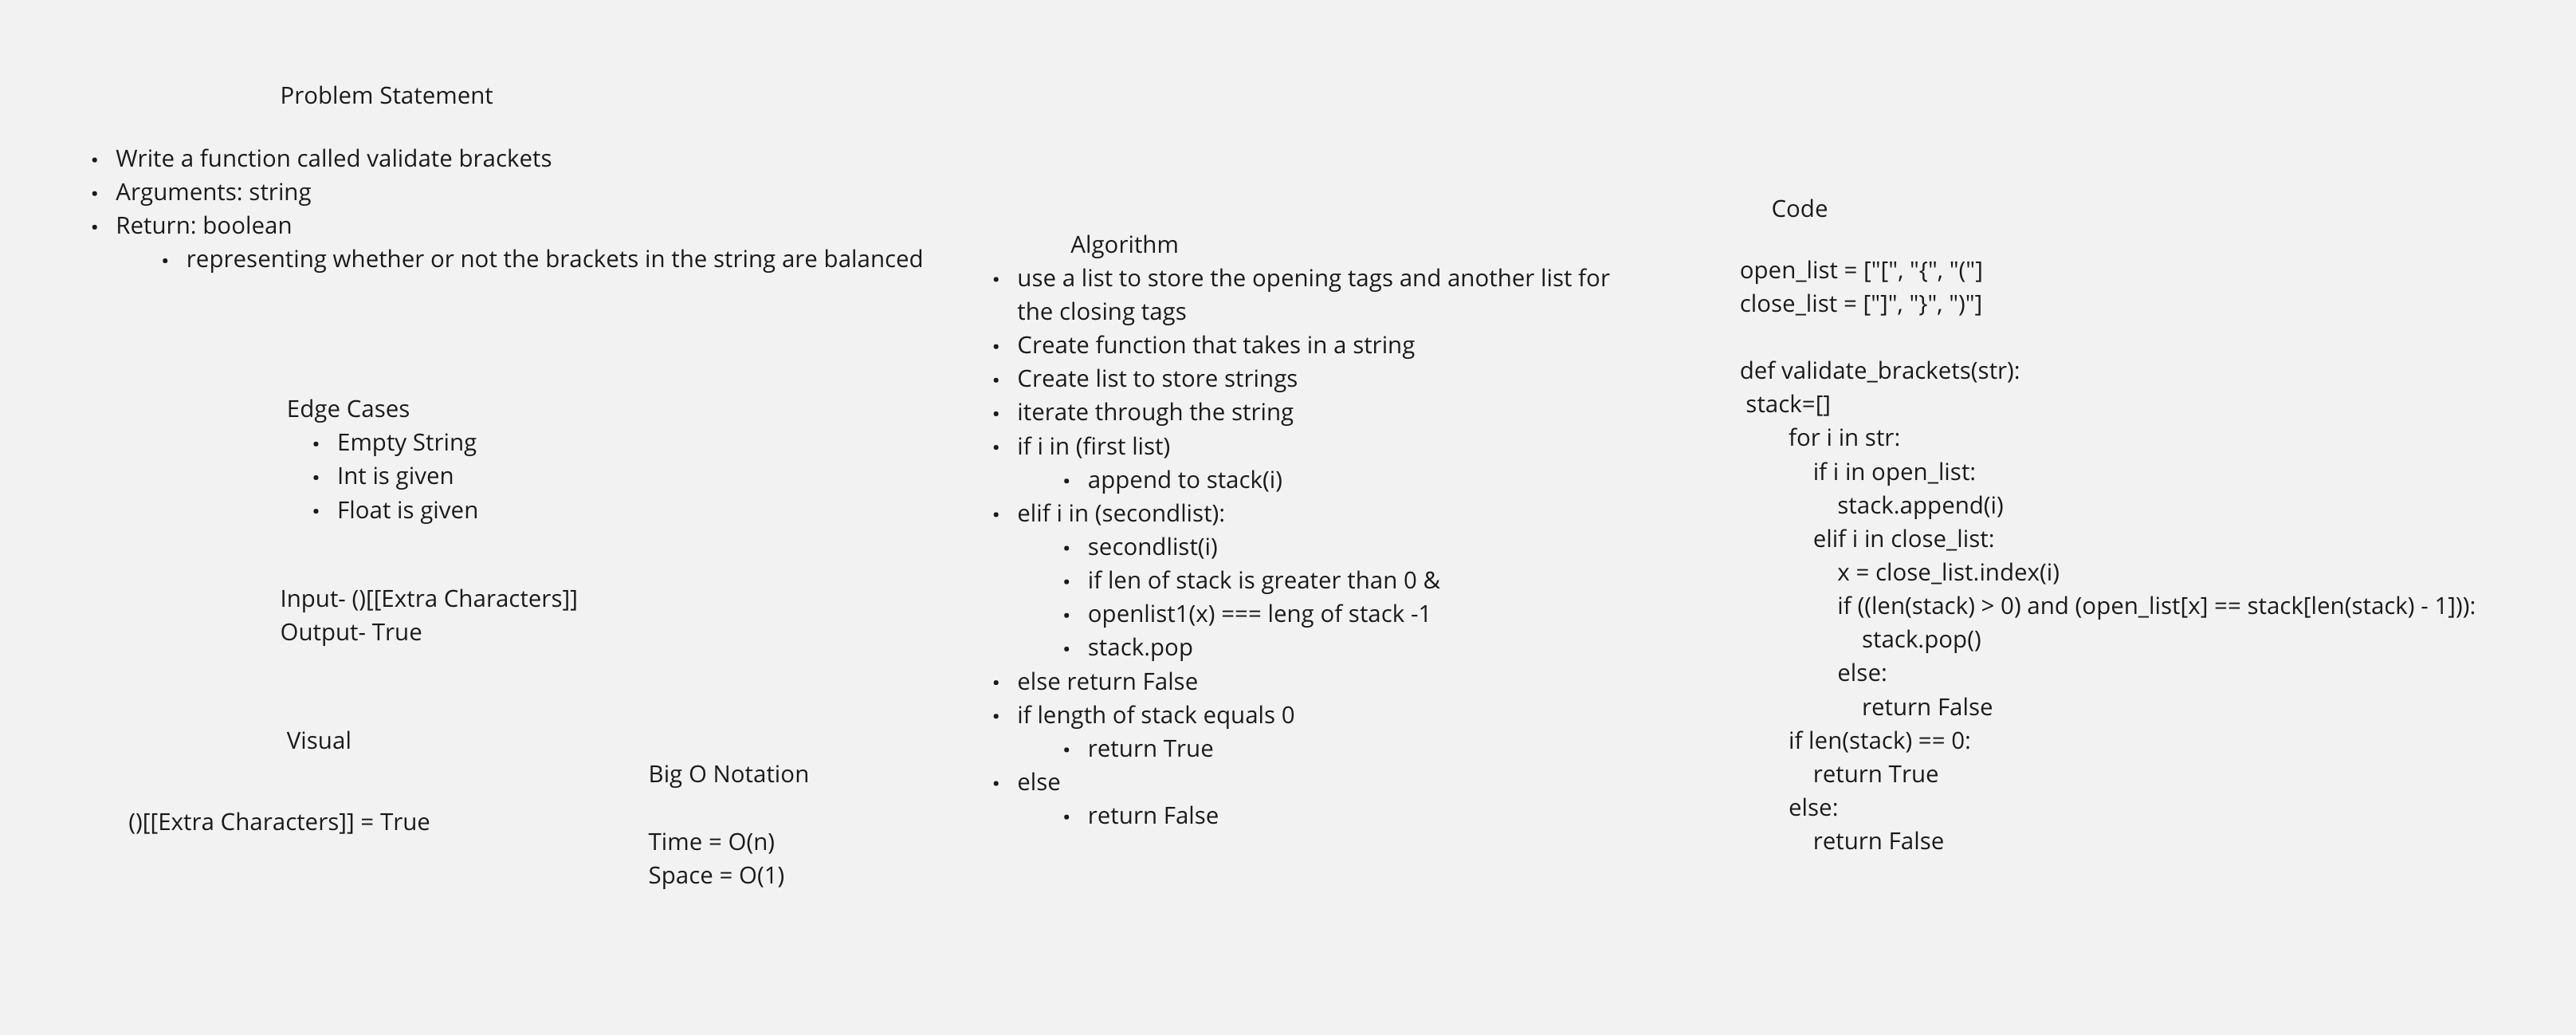 Problem Statement
• Write a function called validate brackets
• Arguments: string
• Return: boolean
• representing whether or not the brackets in the string are balanced
Edge Cases
• Empty String
• Int is given
• Float is given
Input- ()[[Extra Characters]]
Output- True
Visual
()[[Extra Characters]] = True
Big O Notation
Time = O(n)
Space = O(1)
Algorithm
• use a list to store the opening tags and another list for
the closing tags
• Create function that takes in a string
• Create list to store strings
• iterate through the string
• if i in (first list)
• append to stack(i)
• elif i in (secondlist):
• secondlist(i)
• if len of stack is greater than 0 &
• openlist1(x) === leng of stack -1
• stack.pop
• else return False
• if length of stack equals 0
• return True
• else
• return False
Code
open_list = ["[", "{", "("]
close_list = ["]", "}", ")"]
def validate_brackets(str):
stack=[]
for i in str:
if i in open_list:
stack.append(i)
elif i in close_list:
x = close_list.index(i)
if ((len(stack) > 0) and (open_list[x] == stack[len(stack) - 1])):
stack.pop()
else:
return False
if len(stack) == 0:
return True
else:
return False